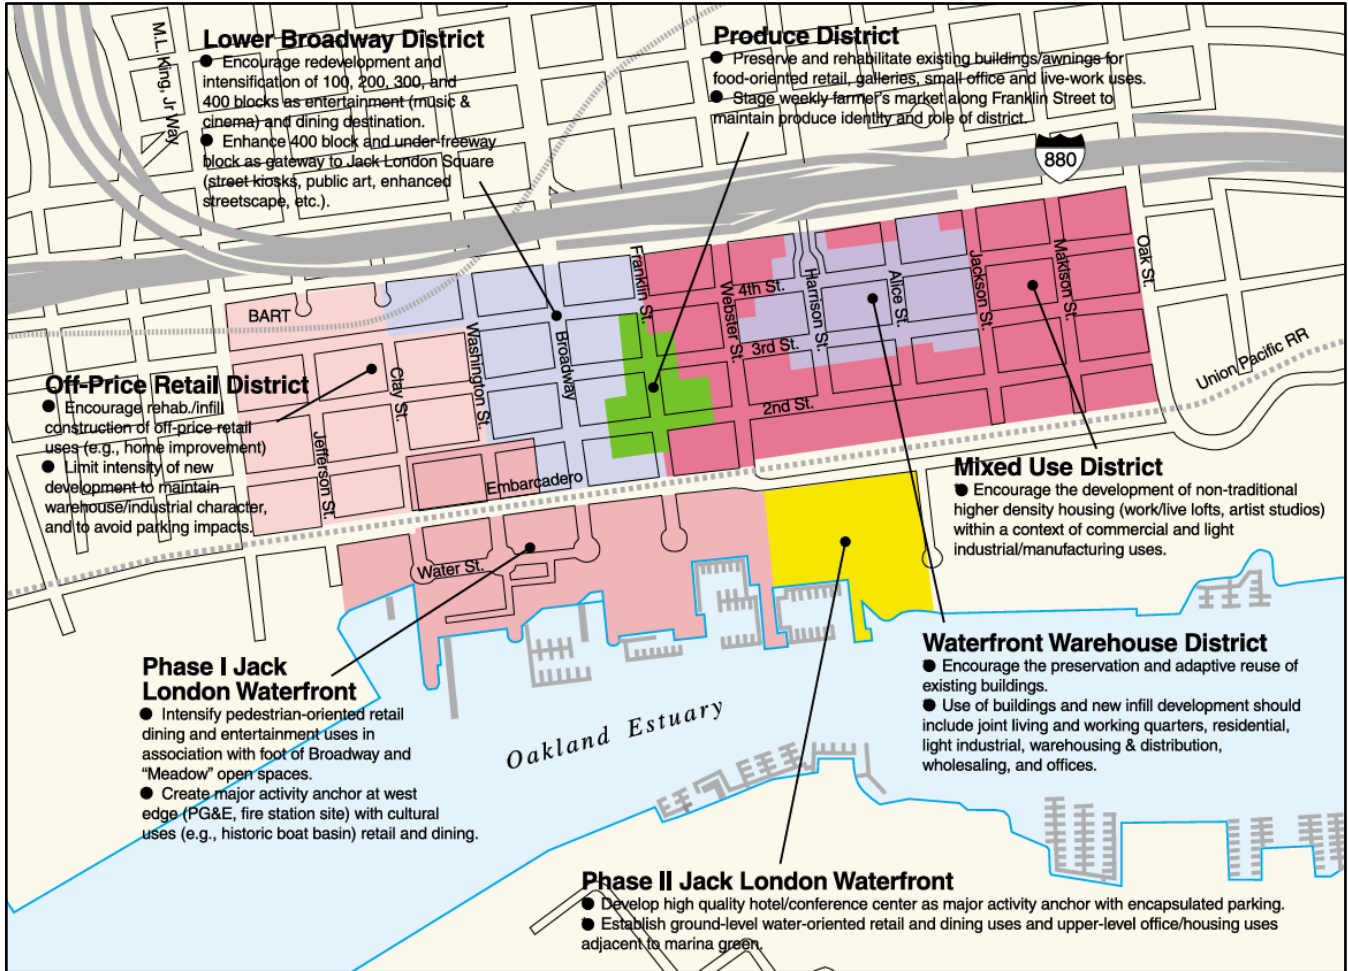 Lower Broadway District
● Encourage redevelopment and
intensification of 100, 200, 300, and
400 blocks as entertainment (music &
cinema) and dining destination.
● Enhance 400 block and under-freeway
block as gateway to Jack London Square
(street kiosks, public art, enhanced
streetscape, etc.).
Produce District
● Preserve and rehabilitate existing buildings/awnings for
food-oriented retail, galleries, small office and live-work uses.
● Stage weekly farmer's market along Franklin Street to
maintain produce identity and role of district.
M.L. King, Jr Way
880
BART
Franklin St.
4th St.
Webster St.
3rd St.
2nd St.
Harrison St.
Alice St.
Jackson St.
Makison St.
Oak St.
Union Pacific RR
Washington St.
Broadway
Clay St.
Jefferson St.
Embarcadero
Water St.
Off-Price Retail District
● Encourage rehab./infill
construction of off-price retail
uses (e.g., home improvement)
● Limit intensity of new
development to maintain
warehouse/industrial character,
and to avoid parking impacts.
Mixed Use District
● Encourage the development of non-traditional
higher density housing (work/live lofts, artist studios)
within a context of commercial and light
industrial/manufacturing uses.
Waterfront Warehouse District
● Encourage the preservation and adaptive reuse of
existing buildings.
● Use of buildings and new infill development should
include joint living and working quarters, residential,
light industrial, warehousing & distribution,
wholesaling, and offices.
Phase I Jack
London Waterfront
● Intensify pedestrian-oriented retail
dining and entertainment uses in
association with foot of Broadway and
“Meadow” open spaces.
● Create major activity anchor at west
edge (PG&E, fire station site) with cultural
uses (e.g., historic boat basin) retail and dining.
Oakland Estuary
Phase II Jack London Waterfront
● Develop high quality hotel/conference center as major activity anchor with encapsulated parking.
● Establish ground-level water-oriented retail and dining uses and upper-level office/housing uses
adjacent to marina green.